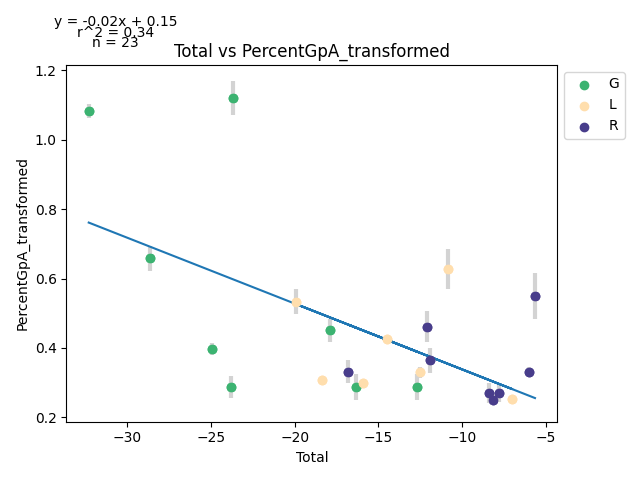 y = -0.02x + 0.15
r^2 = 0.34
n = 23
Total vs PercentGpA_transformed
G
L
R
PercentGpA_transformed
1.2
1.0
0.8
0.6
0.4
0.2
−30 −25 −20 −15 −10 −5
Total